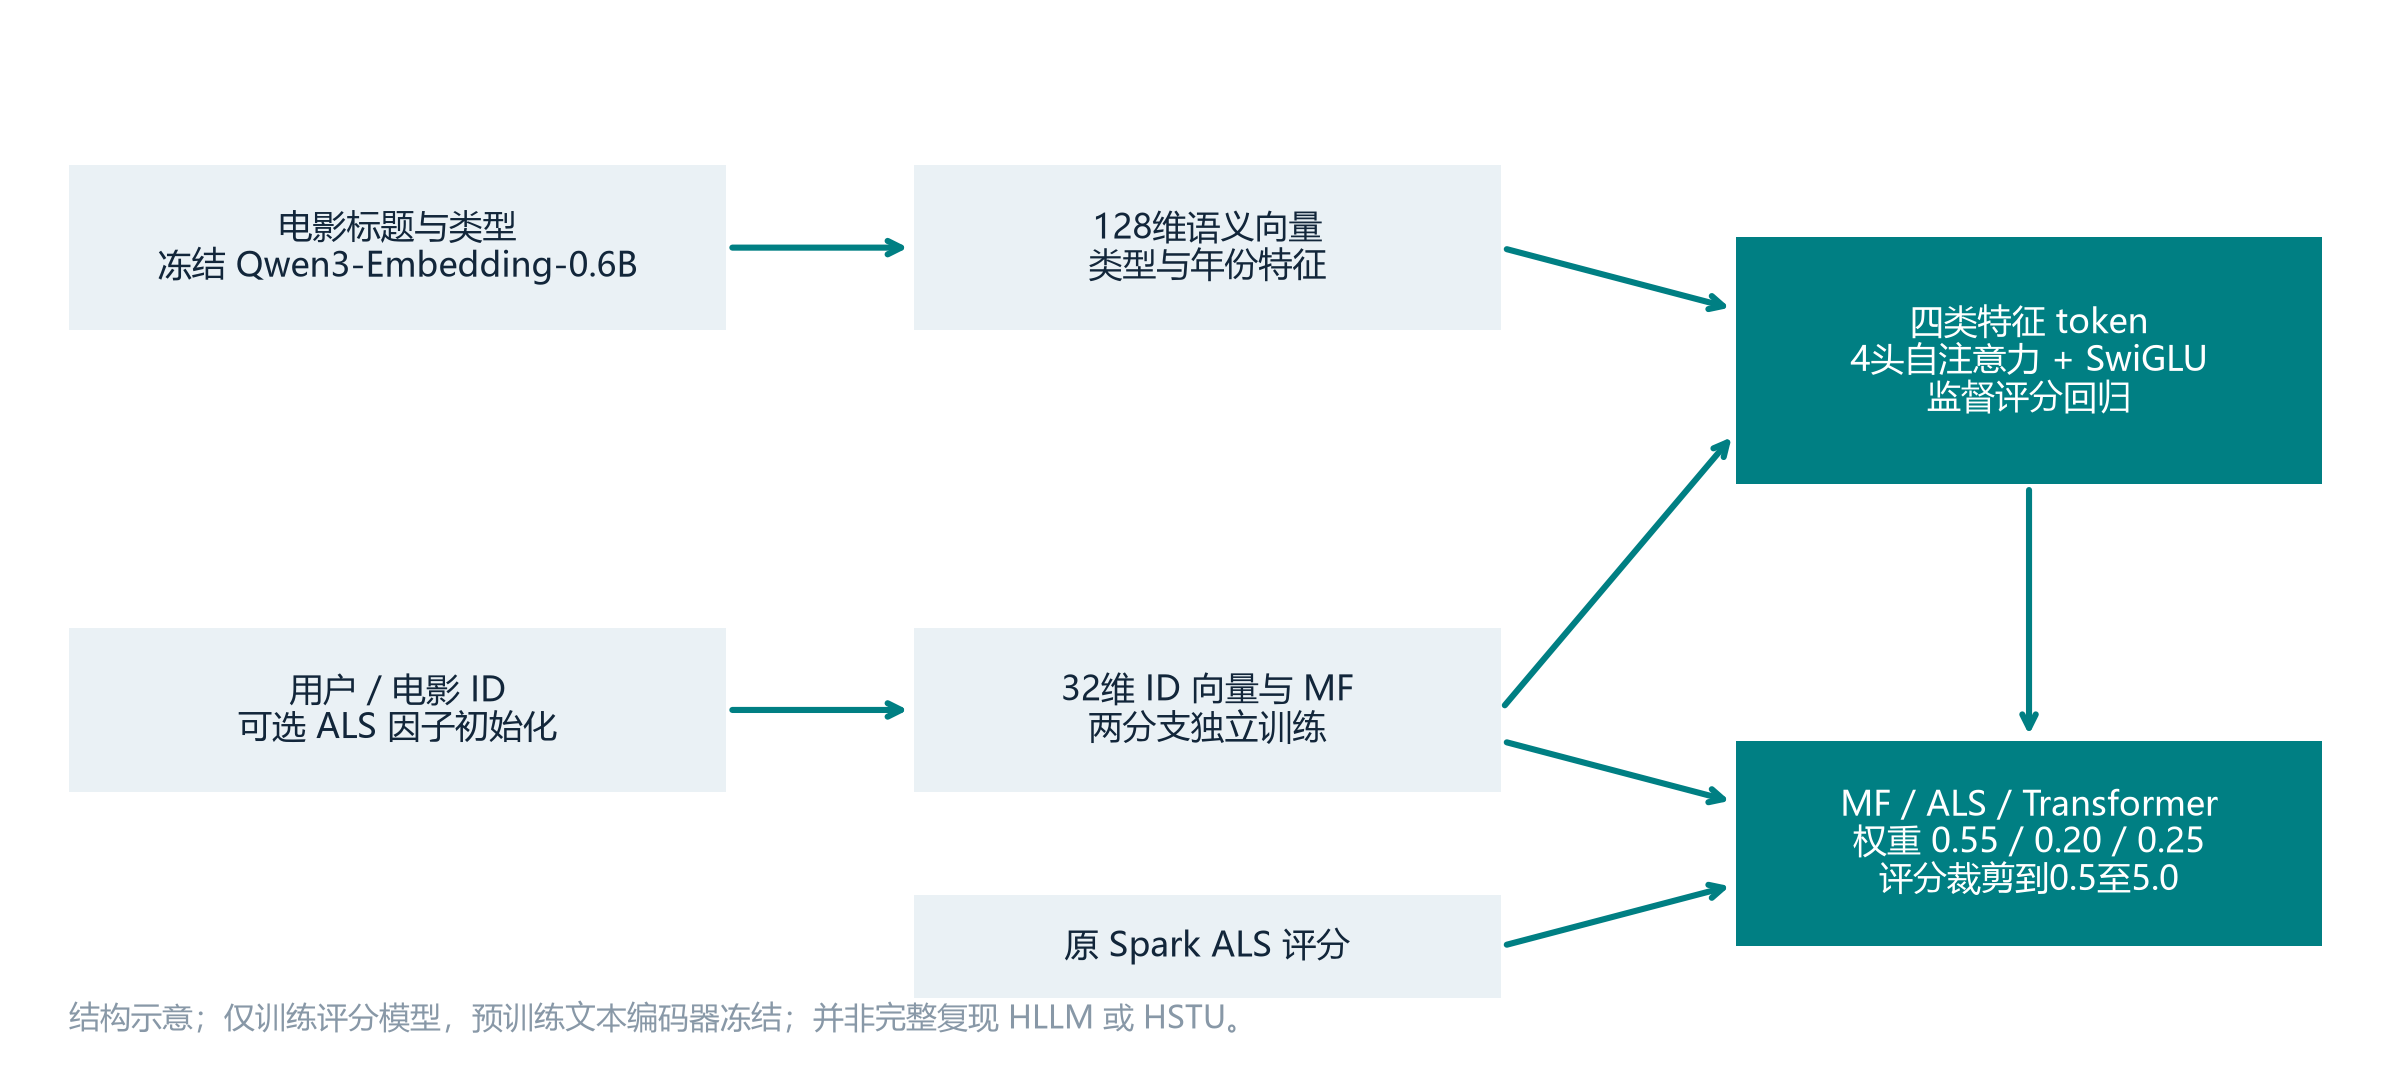 电影标题与类型
冻结 Qwen3-Embedding-0.6B
128维语义向量
类型与年份特征
四类特征 token
4头自注意力 + SwiGLU
监督评分回归
用户 / 电影 ID
可选 ALS 因子初始化
32维 ID 向量与 MF
两分支独立训练
MF / ALS / Transformer
权重 0.55 / 0.20 / 0.25
评分裁剪到0.5至5.0
原 Spark ALS 评分
结构示意；仅训练评分模型，预训练文本编码器冻结；并非完整复现 HLLM 或 HSTU。